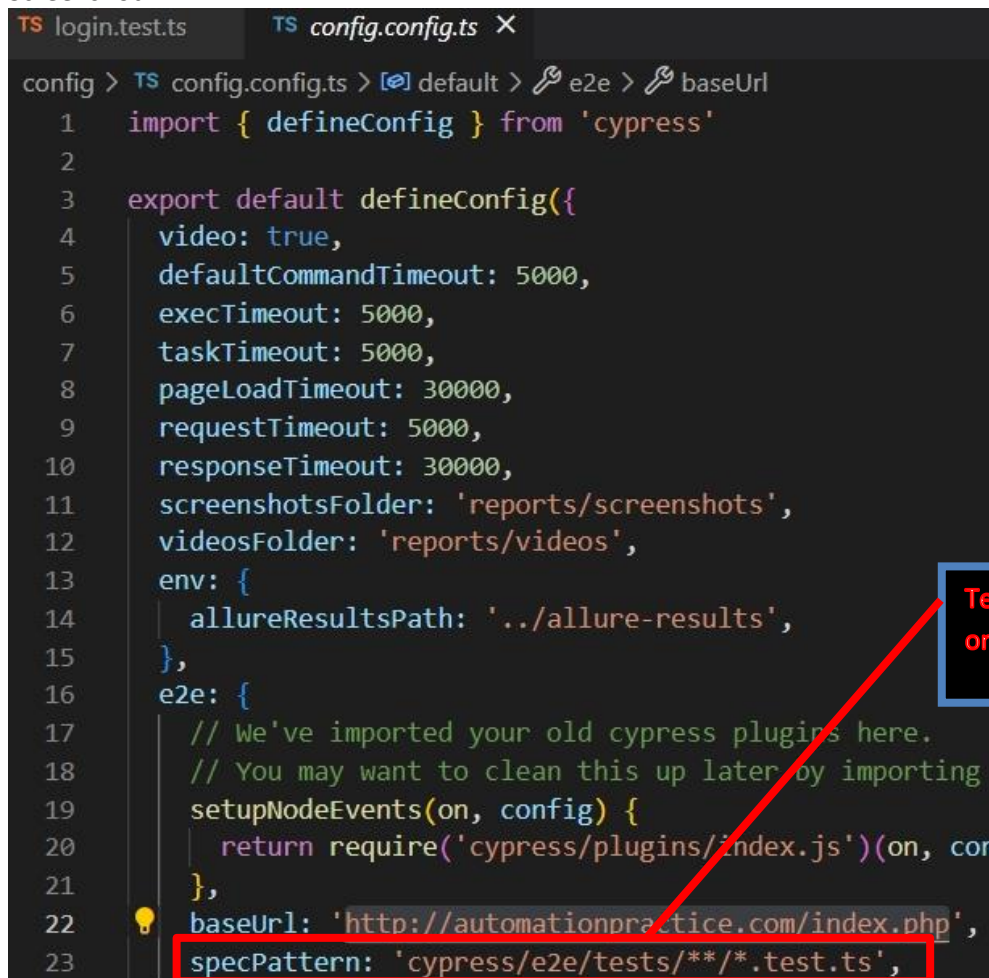 TS login.test.ts TS config.config.ts ×
config > TS config.config.ts > default > e2e > baseUrl
1 import { defineConfig } from 'cypress'
2
3 export default defineConfig({
4 video: true,
5 defaultCommandTimeout: 5000,
6 execTimeout: 5000,
7 taskTimeout: 5000,
8 pageLoadTimeout: 30000,
9 requestTimeout: 5000,
10 responseTimeout: 30000,
11 screenshotsFolder: 'reports/screenshots',
12 videosFolder: 'reports/videos',
13 env: {
14 allureResultsPath: '../allure-results',
15 },
16 e2e: {
17 // We've imported your old cypress plugins here.
18 // You may want to clean this up later by importing
19 setupNodeEvents(on, config) {
20 return require('cypress/plugins/index.js')(on,
21 },
22 baseUrl: 'http://automationpractice.com/index.php',
23 specPattern: 'cypress/e2e/tests/**/*.test.ts',